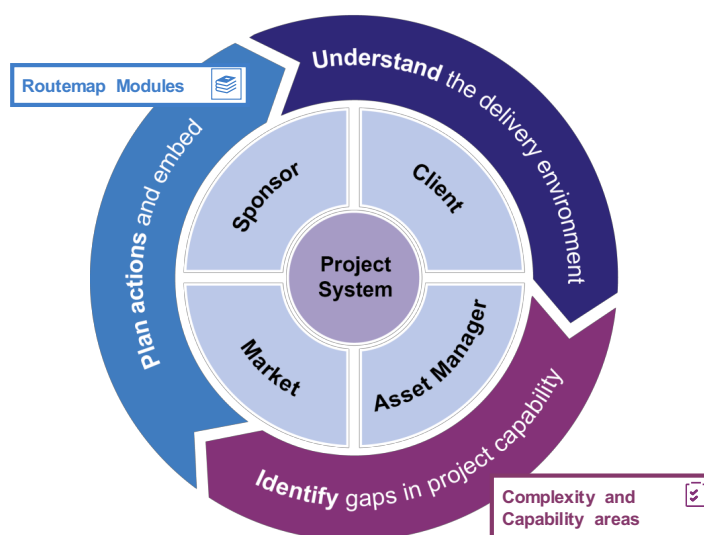 Routemap Modules
Understand the delivery environment
Plan actions and embed
Sponsor
Client
Project
System
Market
Asset Manager
Identify gaps in project capability
Complexity and
Capability areas